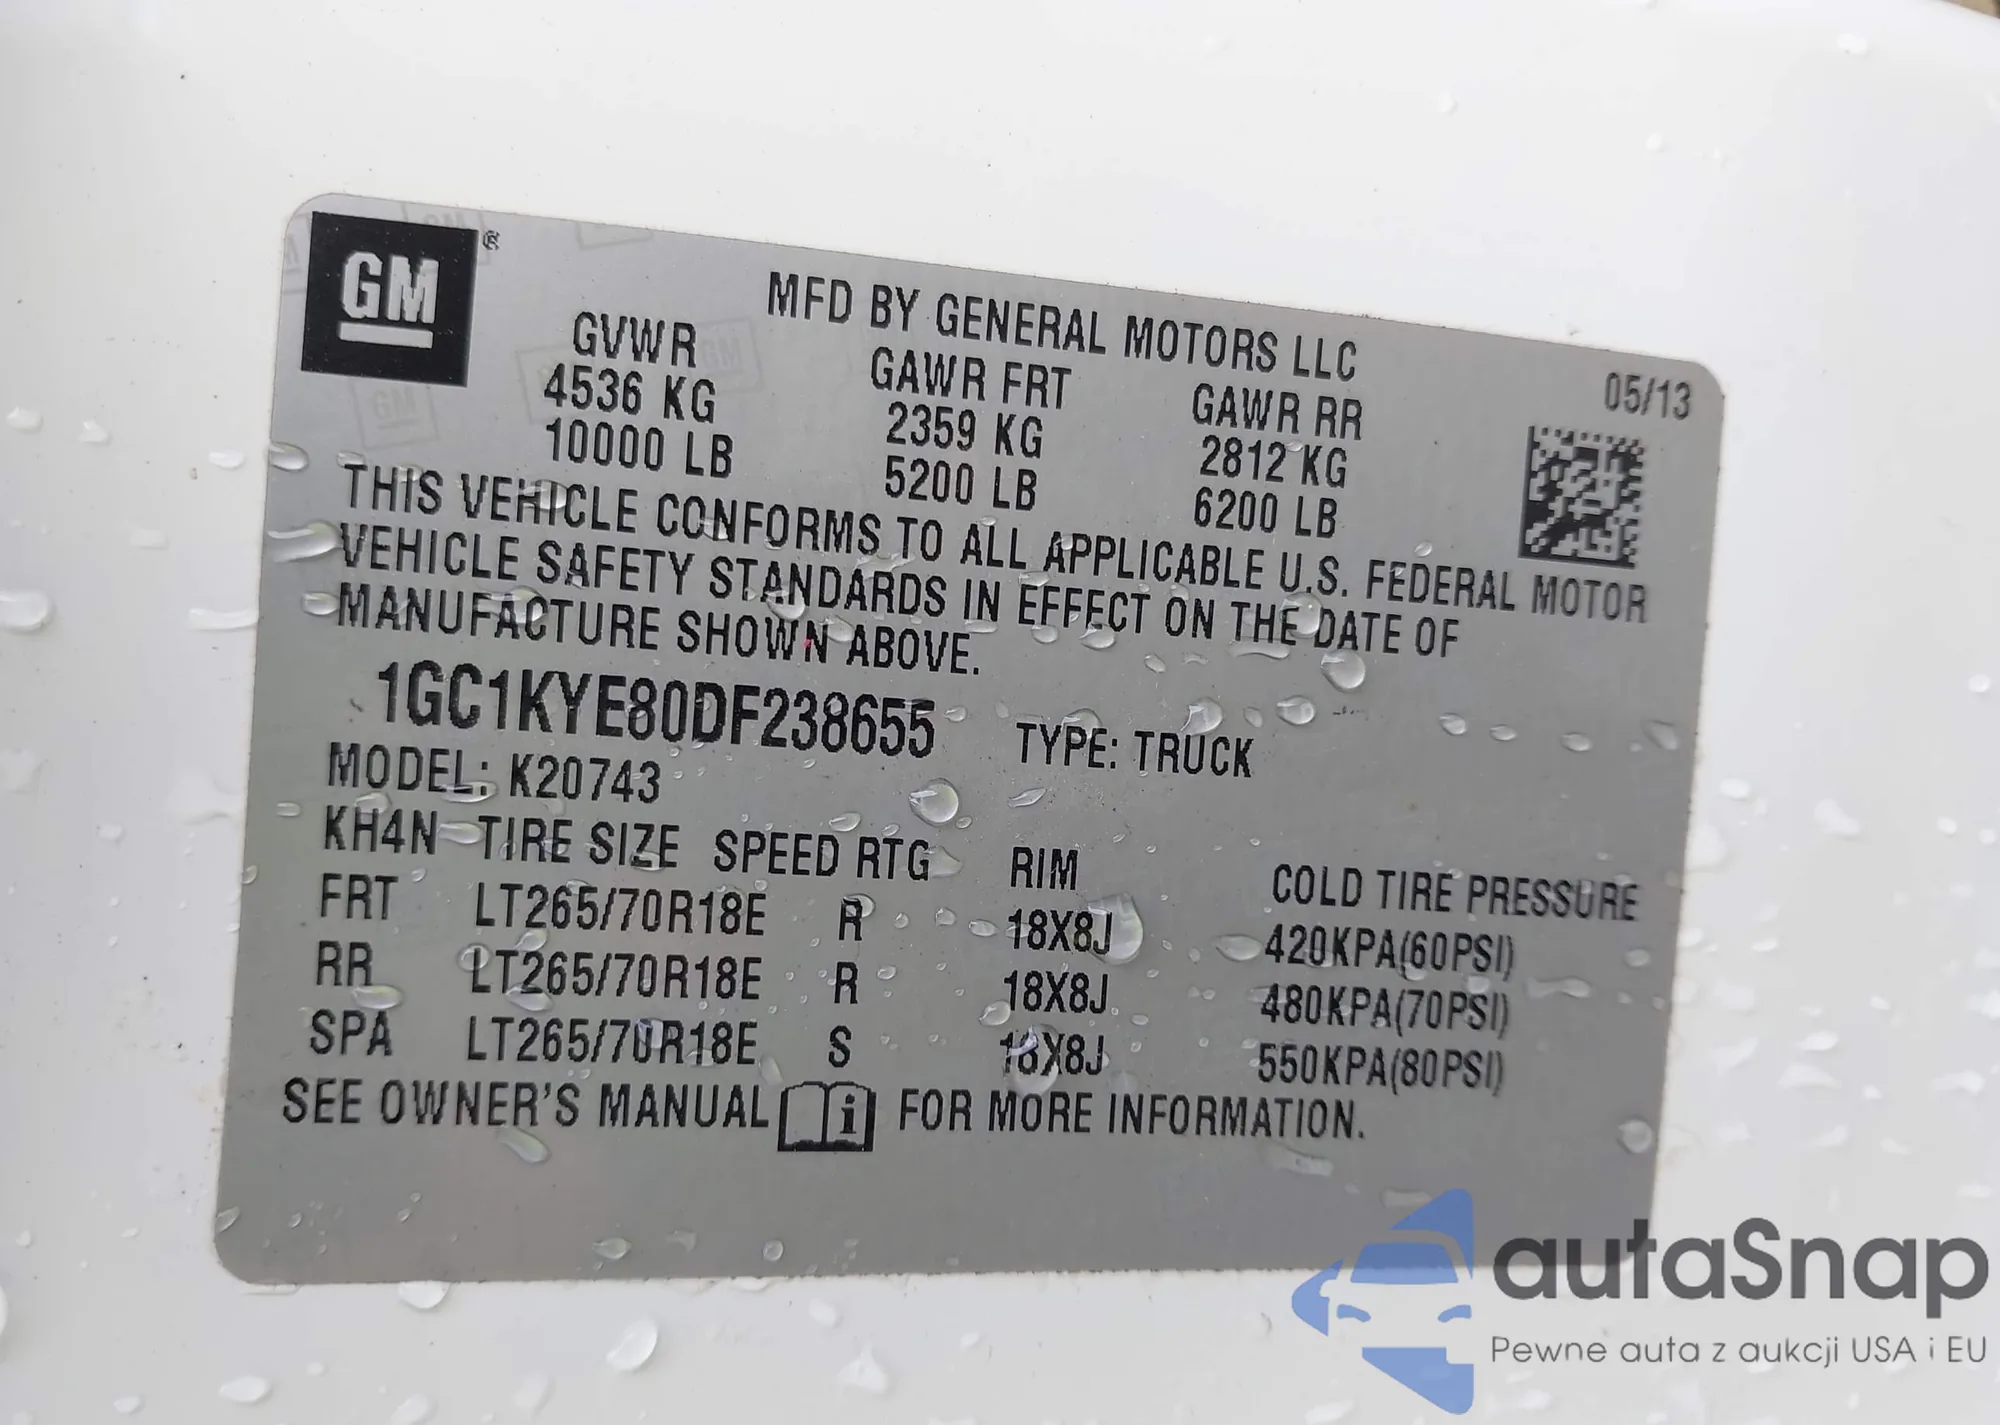 GM ®
MFD BY GENERAL MOTORS LLC
05/13
GVWR GAWR FRT GAWR RR
4536 KG 2359 KG 2812 KG
10000 LB 5200 LB 6200 LB
THIS VEHICLE CONFORMS TO ALL APPLICABLE U.S. FEDERAL MOTOR
VEHICLE SAFETY STANDARDS IN EFFECT ON THE DATE OF
MANUFACTURE SHOWN ABOVE.
1GC1KYE80DF238655 TYPE: TRUCK
MODEL: K20743
KH4N TIRE SIZE SPEED RTG RIM COLD TIRE PRESSURE
FRT LT265/70R18E R 18X8J 420KPA(60PSI)
RR LT265/70R18E R 18X8J 480KPA(70PSI)
SPA LT265/70R18E S 18X8J 550KPA(80PSI)
SEE OWNER'S MANUAL i FOR MORE INFORMATION.
autaSnap
Pewne auta z aukcji USA i EU